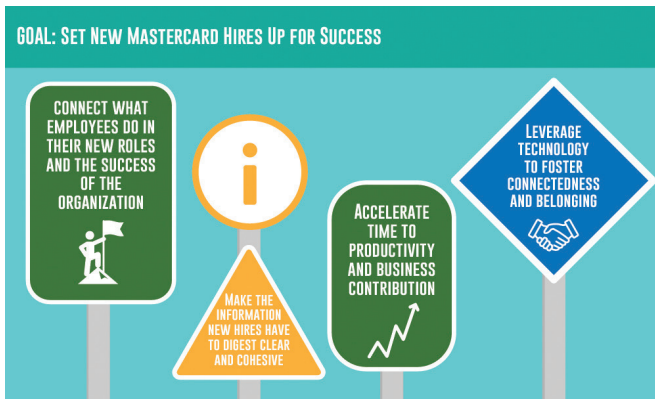 GOAL: SET NEW MASTERCARD HIRES UP FOR SUCCESS
CONNECT WHAT
EMPLOYEES DO IN
THEIR NEW ROLES
AND THE SUCCESS
OF THE
ORGANIZATION
i
MAKE THE
INFORMATION
NEW HIRES HAVE
TO DIGEST CLEAR
AND COHESIVE
ACCELERATE
TIME TO
PRODUCTIVITY
AND BUSINESS
CONTRIBUTION
LEVERAGE
TECHNOLOGY
TO FOSTER
CONNECTEDNESS
AND BELONGING